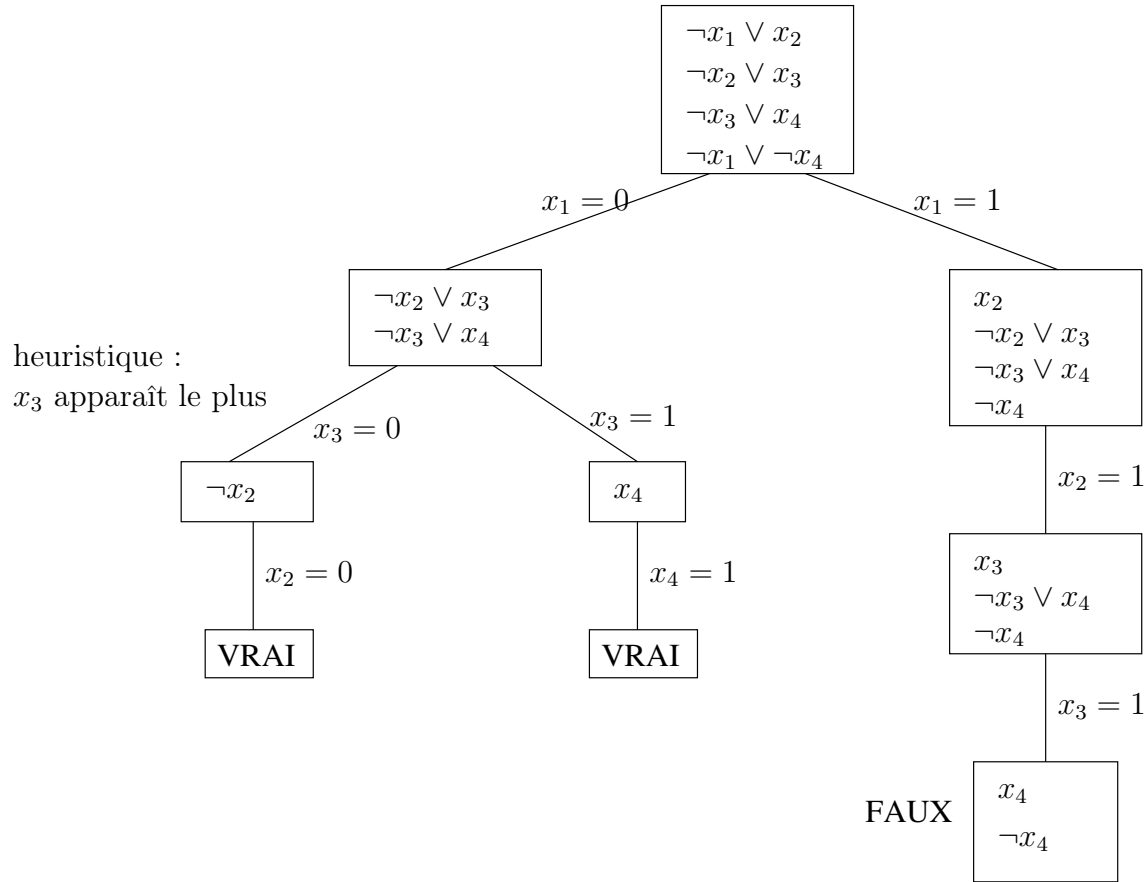 ¬x₁ ∨ x₂
¬x₂ ∨ x₃
¬x₃ ∨ x₄
¬x₁ ∨ ¬x₄
x₁ = 0
x₁ = 1
¬x₂ ∨ x₃
¬x₃ ∨ x₄
x₂
¬x₂ ∨ x₃
¬x₃ ∨ x₄
¬x₄
heuristique :
x₃ apparaît le plus
x₃ = 0
x₃ = 1
x₂ = 1
¬x₂
x₄
x₂ = 0
x₄ = 1
x₃
¬x₃ ∨ x₄
¬x₄
VRAI
VRAI
x₃ = 1
FAUX
x₄
¬x₄